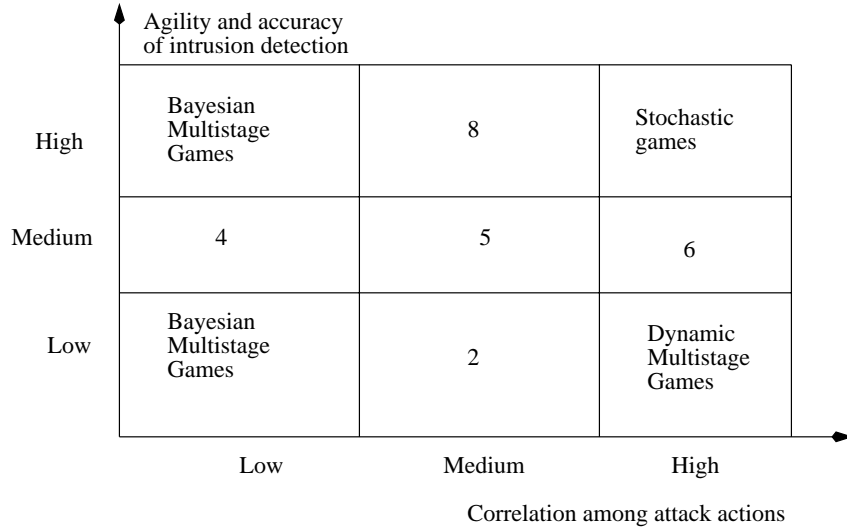 Agility and accuracy
of intrusion detection
High
Bayesian
Multistage
Games
8
Stochastic
games
Medium
4
5
6
Low
Bayesian
Multistage
Games
2
Dynamic
Multistage
Games
Low
Medium
High
Correlation among attack actions